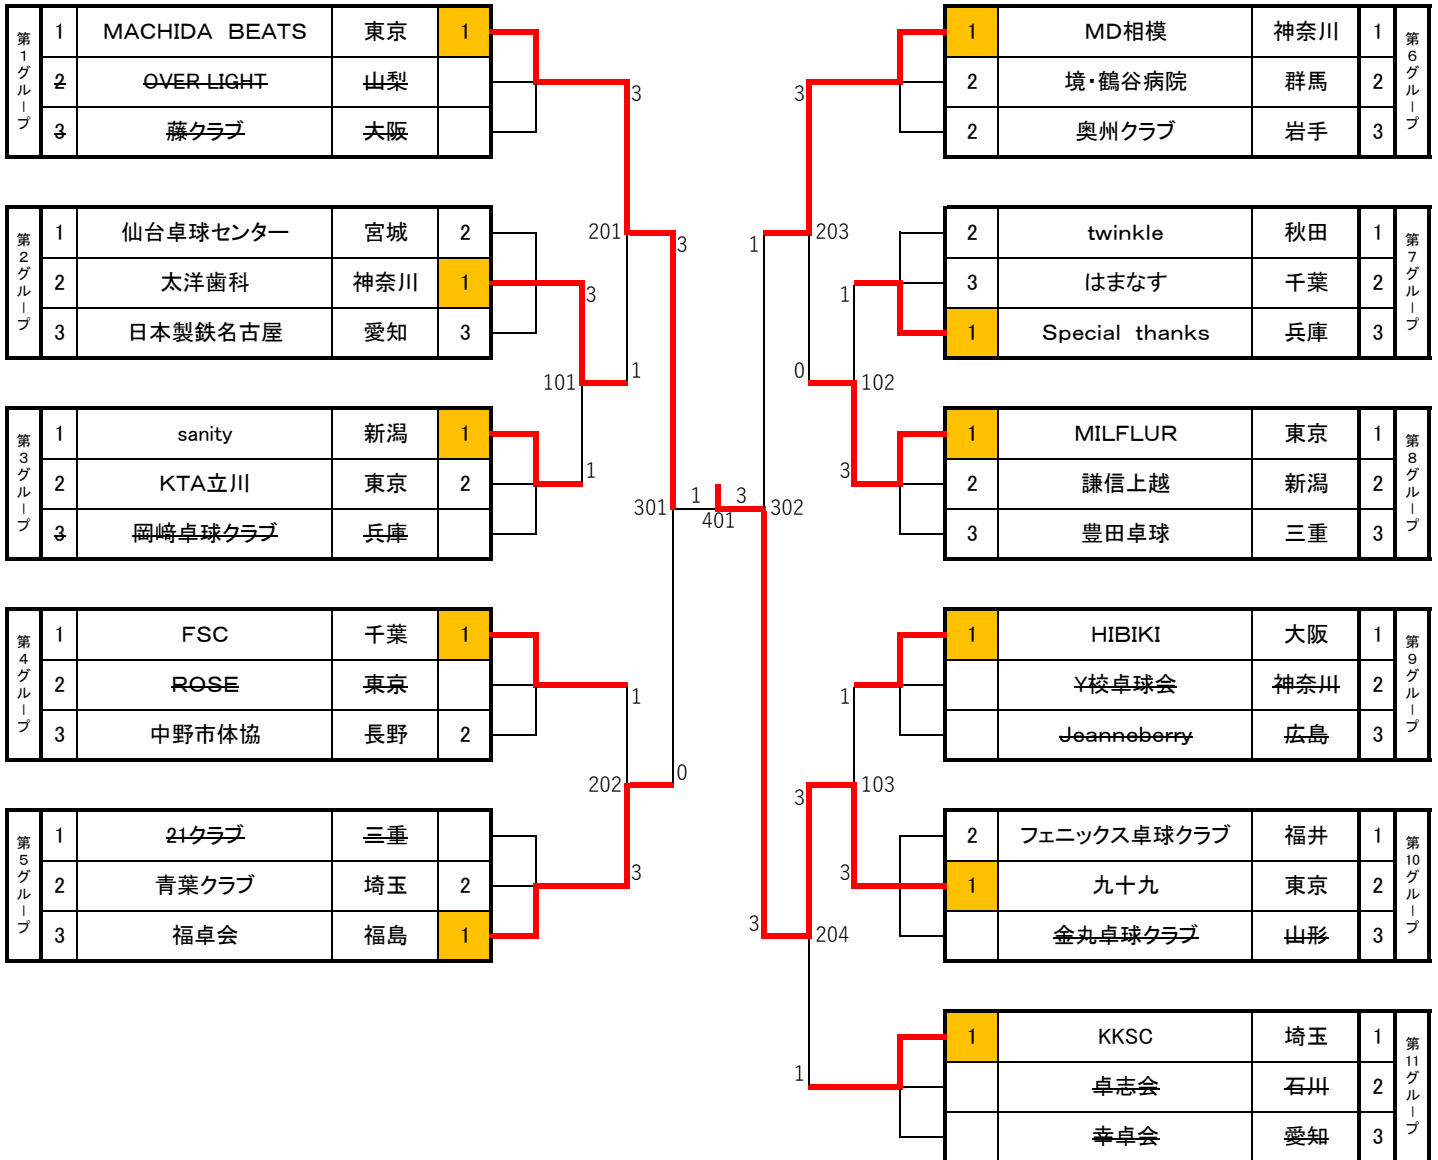 第1グループ
1 MACHIDA BEATS 東京 1
2 OVER LIGHT 山梨
3 藤クラブ 大阪
第2グループ
1 仙台卓球センター 宮城 2
2 太洋歯科 神奈川 1
3 日本製鉄名古屋 愛知 3
第3グループ
1 sanity 新潟 1
2 KTA立川 東京 2
3 岡﨑卓球クラブ 兵庫
第4グループ
1 FSC 千葉 1
2 ROSE 東京
3 中野市体協 長野 2
第5グループ
1 21クラブ 三重
2 青葉クラブ 埼玉 2
3 福卓会 福島 1
3
201
3
3
101
1
1
301
1
202
0
3
1
3
401
302
3
1
203
1
0
102
3
1
3
103
3
3
204
1
1 MD相模 神奈川 1
2 境・鶴谷病院 群馬 2
2 奥州クラブ 岩手 3
第6グループ
2 twinkle 秋田 1
3 はまなす 千葉 2
1 Special thanks 兵庫 3
第7グループ
1 MILFLUR 東京 1
2 謙信上越 新潟 2
3 豊田卓球 三重 3
第8グループ
1 HIBIKI 大阪 1
Y校卓球会 神奈川 2
Jeanneberry 広島 3
第9グループ
2 フェニックス卓球クラブ 福井 1
1 九十九 東京 2
金丸卓球クラブ 山形 3
第10グループ
1 KKSC 埼玉 1
卓志会 石川 2
幸卓会 愛知 3
第11グループ